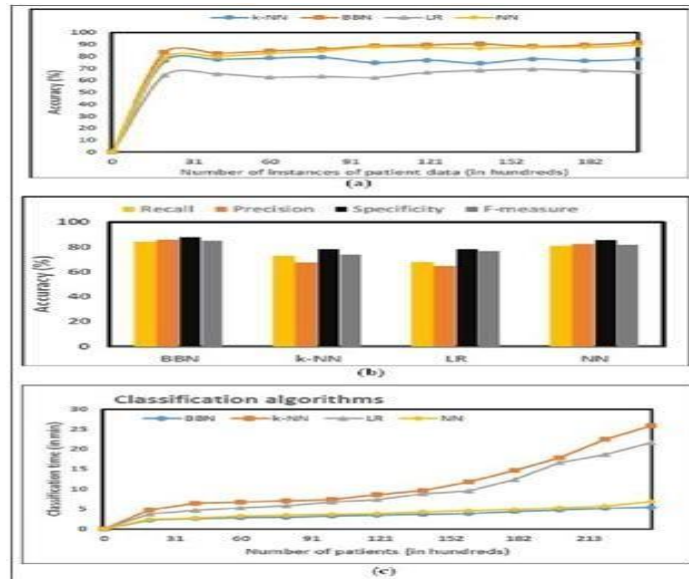 k-NN BBN LR NN
100
90
80
70
60
50
40
30
20
10
0
Accuracy (%)
0 31 60 91 121 152 182
Number of instances of patient data (in hundreds)
(a)
Recall Precision Specificity F-measure
100
80
60
40
20
0
Accuracy (%)
BBN k-NN LR NN
(b)
Classification algorithms
BBN k-NN LR NN
30
25
20
15
10
5
0
Classification time (in min)
0 31 61 91 121 152 182 213
Number of patients (in hundreds)
(c)